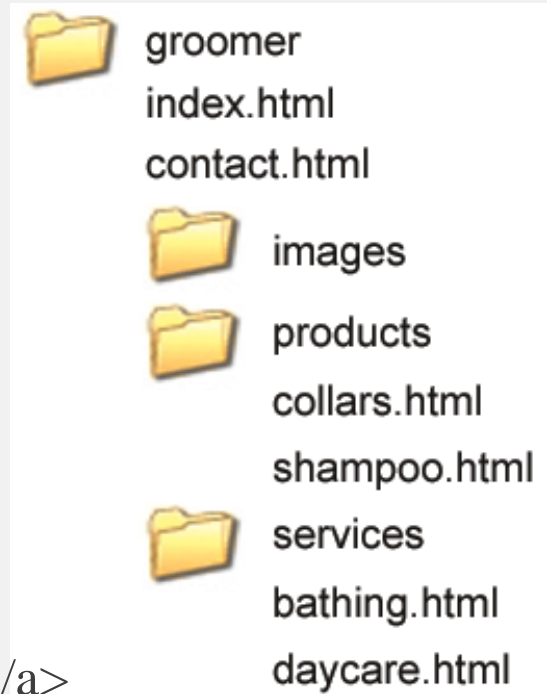 groomer
index.html
contact.html
images
products
collars.html
shampoo.html
services
bathing.html
daycare.html
/a>